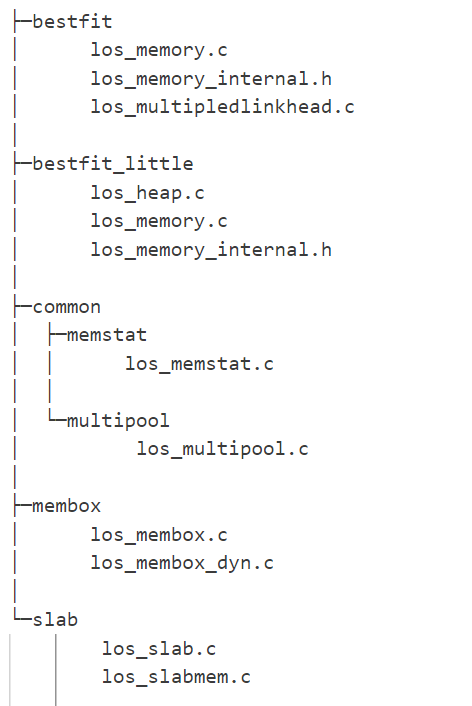 ├─bestfit
│      los_memory.c
│      los_memory_internal.h
│      los_multipledlinkhead.c
│
├─bestfit_little
│      los_heap.c
│      los_memory.c
│      los_memory_internal.h
│
├─common
│  ├─memstat
│  │      los_memstat.c
│  │
│  └─multipool
│          los_multipool.c
│
├─membox
│      los_membox.c
│      los_membox_dyn.c
│
└─slab
        los_slab.c
        los_slabmem.c